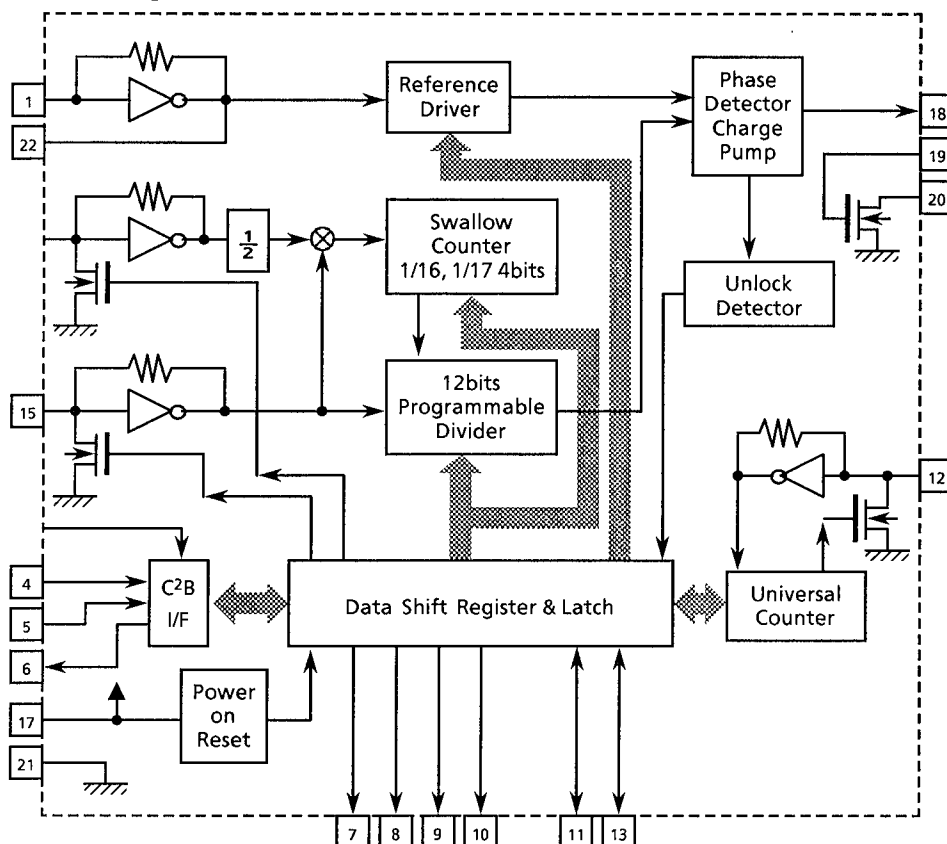 1
22
Reference
Driver
Phase
Detector
Charge
Pump
18
19
20
1/2
Swallow
Counter
1/16, 1/17 4bits
Unlock
Detector
15
12bits
Programmable
Divider
12
4
5
6
C²B
I/F
Data Shift Register & Latch
Universal
Counter
17
Power
on
Reset
21
7
8
9
10
11
13